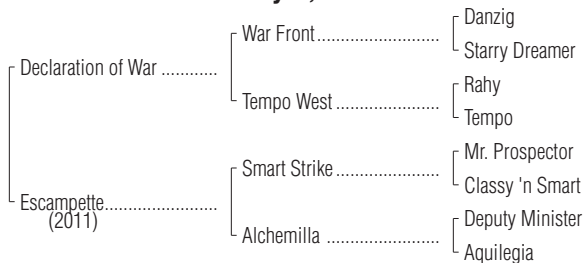 Danzig
War Front....................
Starry Dreamer
Declaration of War ............
Rahy
Tempo West ......................
Tempo
Mr. Prospector
Smart Strike ......................
Classy 'n Smart
Escampette.........................
(2011)
Deputy Minister
Alchemilla ........................
Aquilegia